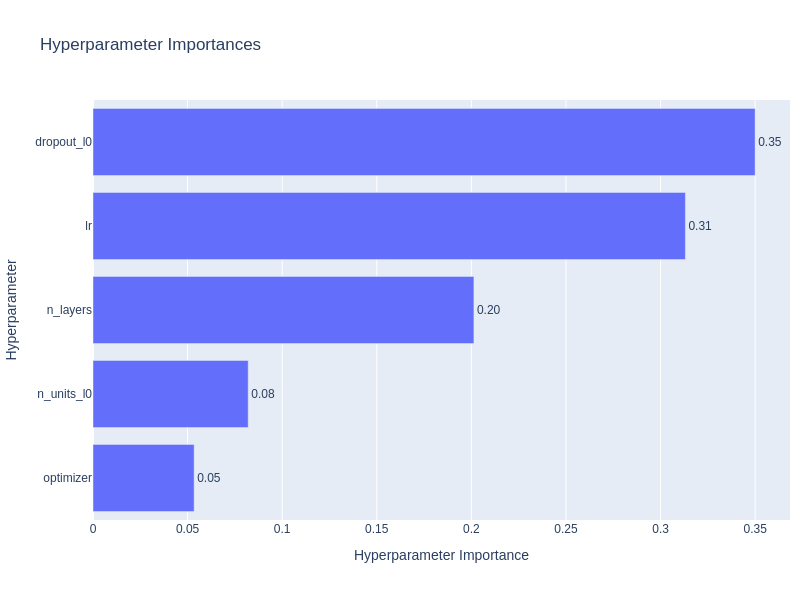 Hyperparameter Importances
Hyperparameter
dropout_l0
0.35
lr
0.31
n_layers
0.20
n_units_l0
0.08
optimizer
0.05
0
0.05
0.1
0.15
0.2
0.25
0.3
0.35
Hyperparameter Importance